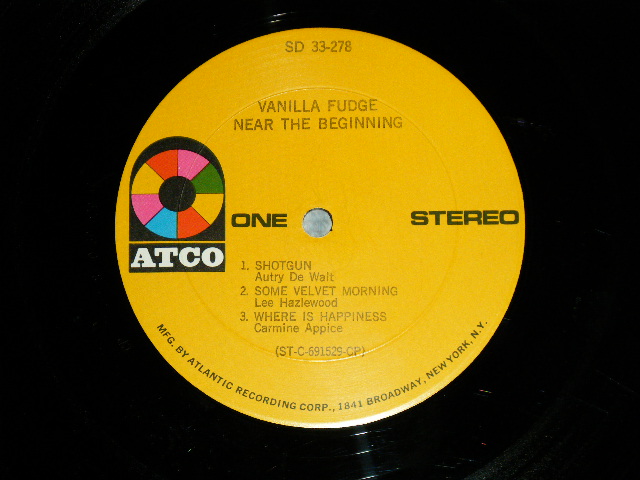 SD 33-278
VANILLA FUDGE
NEAR THE BEGINNING
ATCO
ONE
STEREO
1. SHOTGUN
Autry De Walt
2. SOME VELVET MORNING
Lee Hazlewood
3. WHERE IS HAPPINESS
Carmine Appice
(ST-C-691529-CP)
MFG. BY ATLANTIC RECORDING CORP., 1841 BROADWAY, NEW YORK, N.Y.